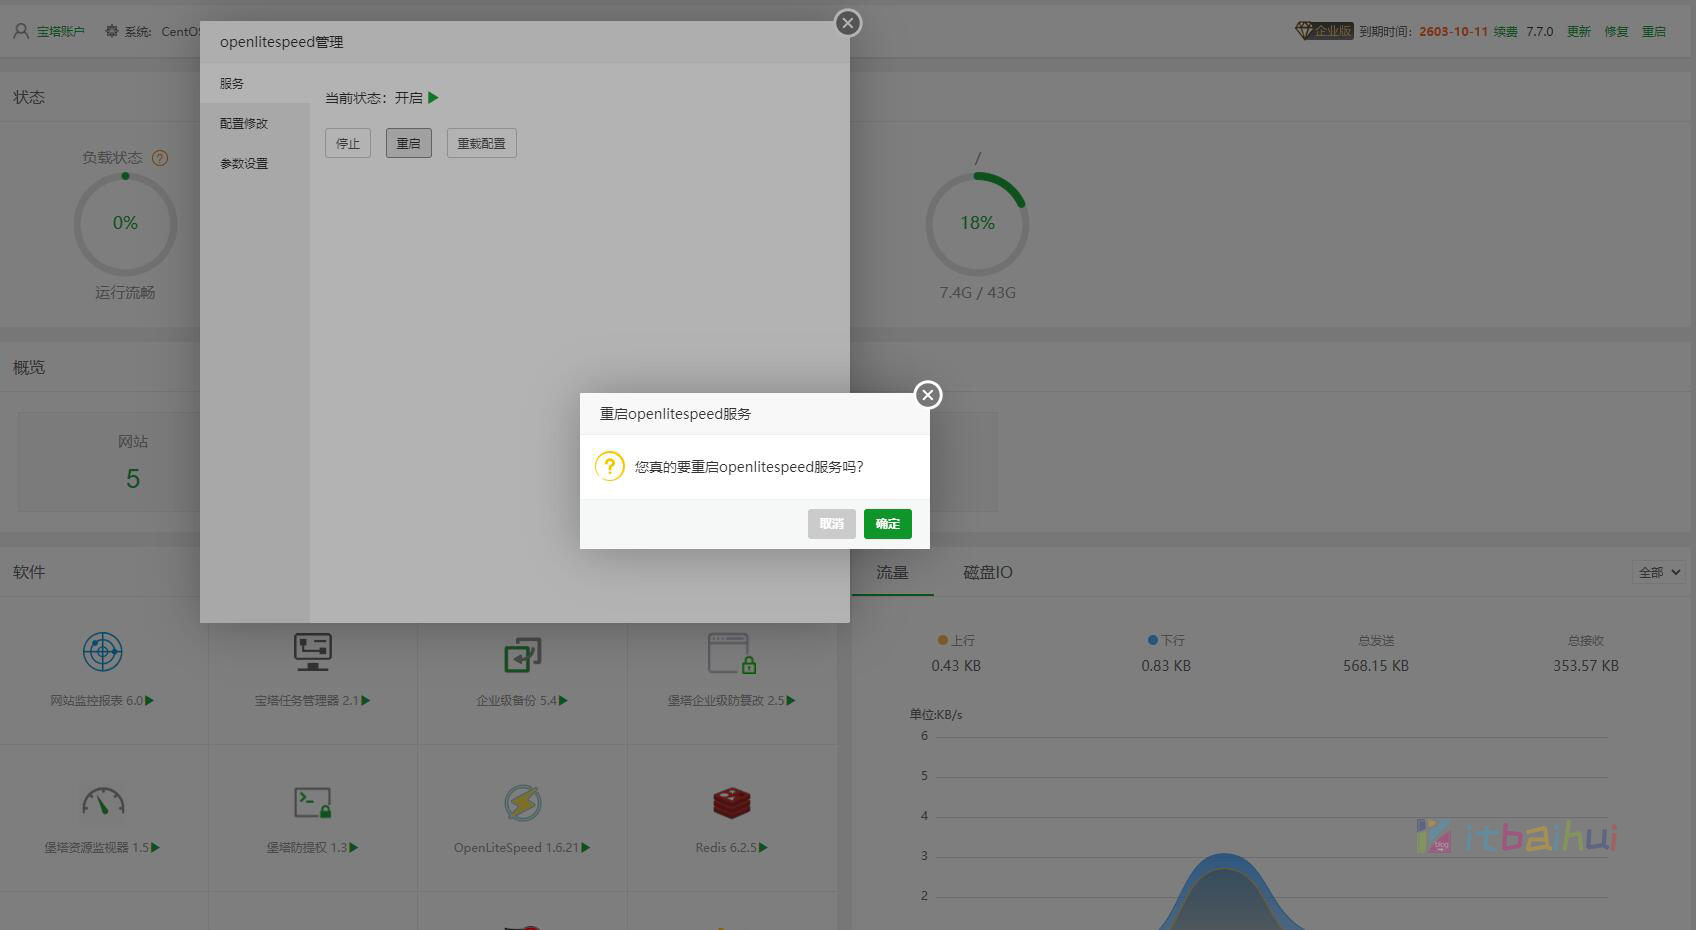 宝塔账户 系统: CentOS
企业版 到期时间: 2603-10-11 续费 7.7.0 更新 修复 重启
openlitespeed管理
服务
配置修改
参数设置
当前状态：开启
停止 重启 重载配置
状态
负载状态 ?
0%
运行流畅
/
18%
7.4G / 43G
概览
网站
5
重启openlitespeed服务
您真的要重启openlitespeed服务吗?
取消 确定
软件
网站监控报表 6.0
宝塔任务管理器 2.1
企业级备份 5.4
堡塔企业级防篡改 2.5
堡塔资源监视器 1.5
堡塔防提权 1.3
OpenLiteSpeed 1.6.21
Redis 6.2.5
流量 磁盘IO 全部
上行 下行 总发送 总接收
0.43 KB 0.83 KB 568.15 KB 353.57 KB
单位:KB/s
6
5
4
3
2
blog itbaihui